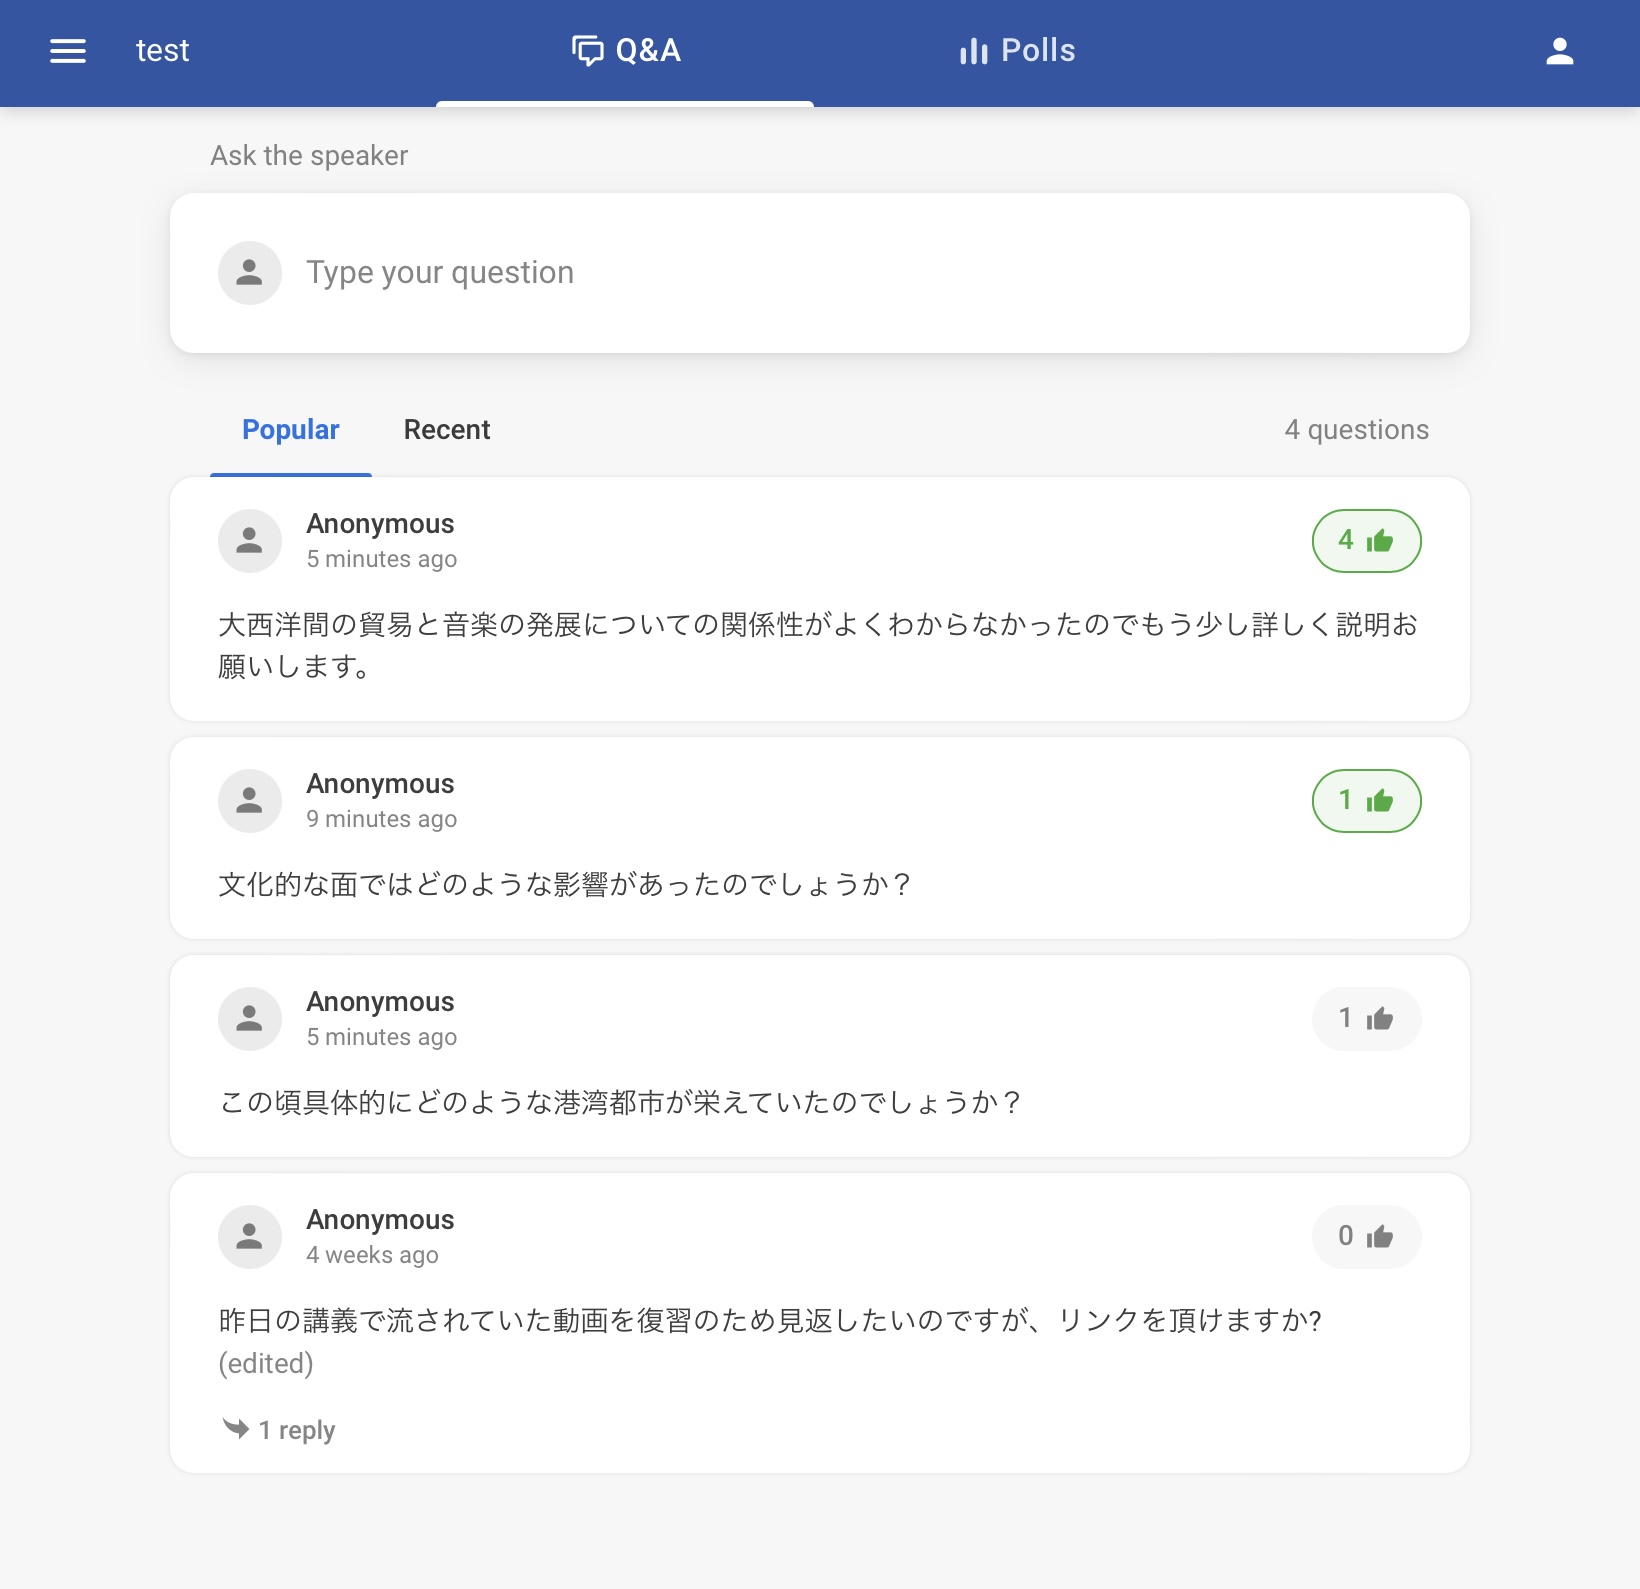 test
Q&A
Polls
Ask the speaker
Type your question
Popular
Recent
4 questions
Anonymous
5 minutes ago
4
大西洋間の貿易と音楽の発展についての関係性がよくわからなかったのでもう少し詳しく説明お
願いします。
Anonymous
9 minutes ago
1
文化的な面ではどのような影響があったのでしょうか？
Anonymous
5 minutes ago
1
この頃具体的にどのような港湾都市が栄えていたのでしょうか？
Anonymous
4 weeks ago
0
昨日の講義で流されていた動画を復習のため見返したいのですが、リンクを頂けますか?
(edited)
1 reply